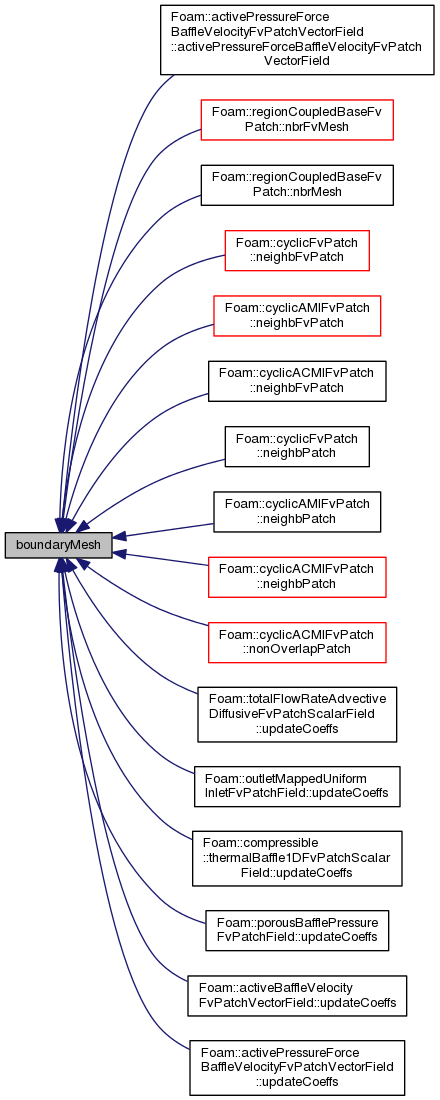 Foam::activePressureForce
BaffleVelocityFvPatchVectorField
::activePressureForceBaffleVelocityFvPatch
VectorField
Foam::regionCoupledBaseFv
Patch::nbrFvMesh
Foam::regionCoupledBaseFv
Patch::nbrMesh
Foam::cyclicFvPatch
::neighbFvPatch
Foam::cyclicAMIFvPatch
::neighbFvPatch
Foam::cyclicACMIFvPatch
::neighbFvPatch
Foam::cyclicFvPatch
::neighbPatch
Foam::cyclicAMIFvPatch
::neighbPatch
boundaryMesh
Foam::cyclicACMIFvPatch
::neighbPatch
Foam::cyclicACMIFvPatch
::nonOverlapPatch
Foam::totalFlowRateAdvective
DiffusiveFvPatchScalarField
::updateCoeffs
Foam::outletMappedUniform
InletFvPatchField::updateCoeffs
Foam::compressible
::thermalBaffle1DFvPatchScalar
Field::updateCoeffs
Foam::porousBafflePressure
FvPatchField::updateCoeffs
Foam::activeBaffleVelocity
FvPatchVectorField::updateCoeffs
Foam::activePressureForce
BaffleVelocityFvPatchVectorField
::updateCoeffs